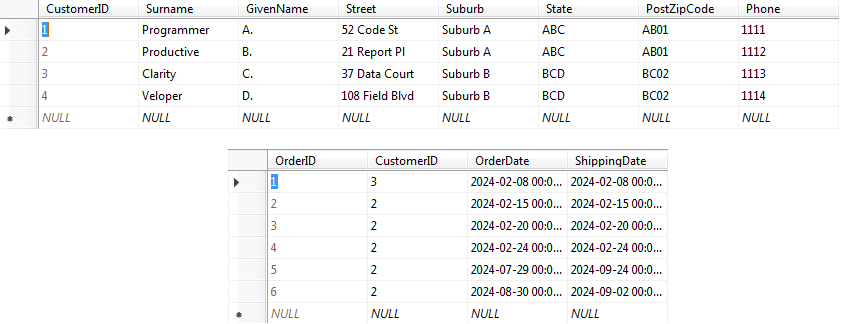 CustomerID Surname GivenName Street Suburb State PostZipCode Phone
1 Programmer A. 52 Code St Suburb A ABC AB01 1111
2 Productive B. 21 Report Pl Suburb A ABC AB01 1112
3 Clarity C. 37 Data Court Suburb B BCD BC02 1113
4 Veloper D. 108 Field Blvd Suburb B BCD BC02 1114
NULL NULL NULL NULL NULL NULL NULL NULL
OrderID CustomerID OrderDate ShippingDate
1 3 2024-02-08 00:0... 2024-02-08 00:0...
2 2 2024-02-15 00:0... 2024-02-15 00:0...
3 2 2024-02-20 00:0... 2024-02-20 00:0...
4 2 2024-02-24 00:0... 2024-02-24 00:0...
5 2 2024-07-29 00:0... 2024-09-24 00:0...
6 2 2024-08-30 00:0... 2024-09-02 00:0...
NULL NULL NULL NULL